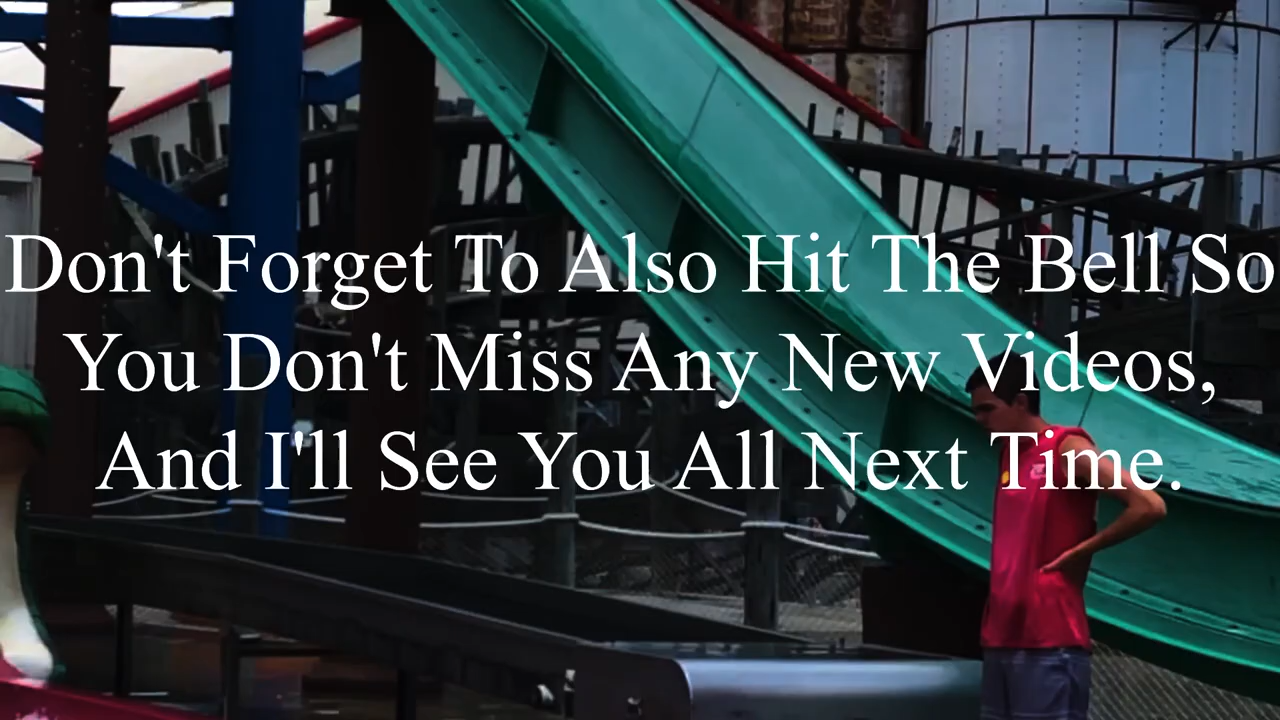 Don't Forget To Also Hit The Bell So
You Don't Miss Any New Videos,
And I'll See You All Next Time.